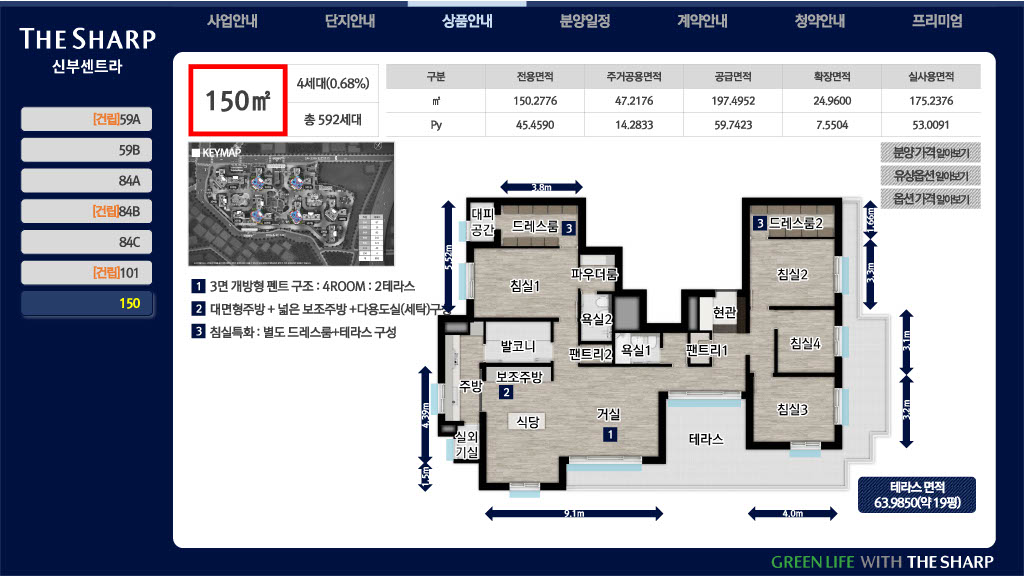 사업안내 단지안내 상품안내 분양일정 계약안내 청약안내 프리미엄
THE SHARP
신부센트라
[건립]59A
59B
84A
[건립]84B
84C
[건립]101
150
150㎡
4세대(0.68%)
총 592세대
구분 전용면적 주거공용면적 공급면적 확장면적 실사용면적
㎡ 150.2776 47.2176 197.4952 24.9600 175.2376
Py 45.4590 14.2833 59.7423 7.5504 53.0091
분양가격 알아보기
유상옵션 알아보기
옵션가격 알아보기
KEYMAP
1 3면 개방형 펜트 구조 : 4ROOM : 2테라스
2 대면형주방 + 넓은 보조주방 +다용도실(세탁)구
3 침실특화 : 별도 드레스룸+테라스 구성
3.8m
대피
공간
드레스룸 3
5.52m
침실1
파우더룸
욕실2
발코니
팬트리2
욕실1
팬트리1
현관
3 드레스룸2
1.66m
침실2
3.3m
침실4
3.1m
침실3
3.2m
주방
보조주방
2
식당
거실
1
테라스
4.39m
실외
기실
1.5m
9.1m
4.0m
테라스 면적
63.9850(약 19평)
GREEN LIFE WITH THE SHARP